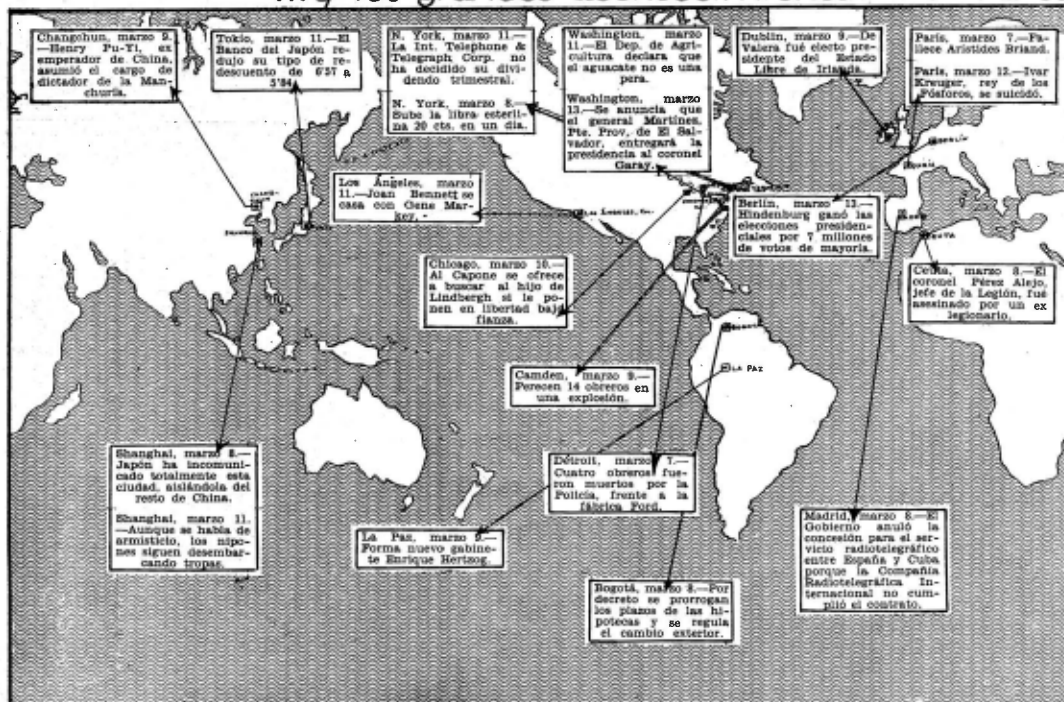 Changchun, marzo 9.
—Henry Pu-Yi, ex
emperador de China,
asumió el cargo de
dictador de la Man-
churia.
Tokio, marzo 11.—El
Banco del Japón re-
dujo su tipo de re-
descuento de 6'57 a
5'84.
N. York, marzo 11.—
La Int. Telephone &
Telegraph Corp. no
ha decidido su divi-
dendo trimestral.
N. York, marzo 8.—
Sube la libra esterli-
na 20 cts. en un día.
Washington, marzo
11.—El Dep. de Agri-
cultura declara que
el aguacate no es una
pera.
Washington, marzo
13.—Se anuncia que
el general Martínez,
Pte. Prov. de El Sal-
vador, entregará la
presidencia al coronel
Garay.
Dublin, marzo 9.—De
Valera fué electo pre-
sidente del Estado
Libre de Irlanda.
París, marzo 7.—Fa-
llece Arístides Briand.
París, marzo 12.—Ivar
Kreuger, rey de los
Fósforos, se suicidó.
Los Ángeles, marzo
11.—Joan Bennett se
casa con Gene Mar-
key.
Berlín, marzo 13.—
Hindenburg ganó las
elecciones presiden-
ciales por 7 millones
de votos de mayoría.
Chicago, marzo 10.—
Al Capone se ofrece
a buscar al hijo de
Lindbergh si le po-
nen en libertad bajo
fianza.
Ceuta, marzo 8.—El
coronel Pérez Alejo,
jefe de la Legión, fué
asesinado por un ex
legionario.
LA PAZ
Camden, marzo 9.—
Perecen 14 obreros en
una explosión.
Shanghai, marzo 8.—
Japón ha incomuni-
cado totalmente esta
ciudad, aislándola del
resto de China.
Shanghai, marzo 11.
—Aunque se habla de
armisticio, los nipo-
nes siguen desembar-
cando tropas.
Détroit, marzo 7.—
Cuatro obreros fue-
ron muertos por la
Policía, frente a la
fábrica Ford.
La Paz, marzo 9.—
Forma nuevo gabine-
te Enrique Hertzog.
Madrid, marzo 8.—El
Gobierno anuló la
concesión para el ser-
vicio radiotelegráfico
entre España y Cuba
porque la Compañía
Radiotelegráfica In-
ternacional no cum-
plió el contrato.
Bogotá, marzo 8.—Por
decreto se prorrogan
los plazos de las hi-
potecas y se regula
el cambio exterior.